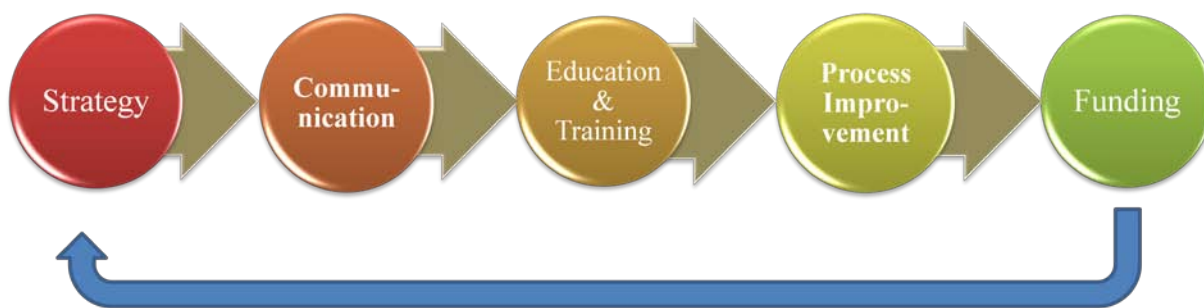 Strategy
Commu-
nication
Education
&
Training
Process
Impro-
vement
Funding